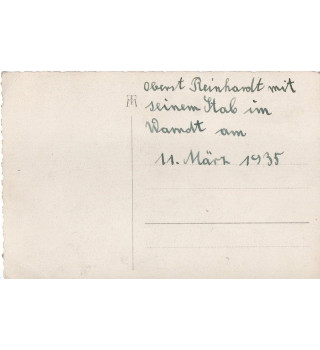 Oberst Reinhardt mit
seinem Stab im
Warndt am
11. März 1935